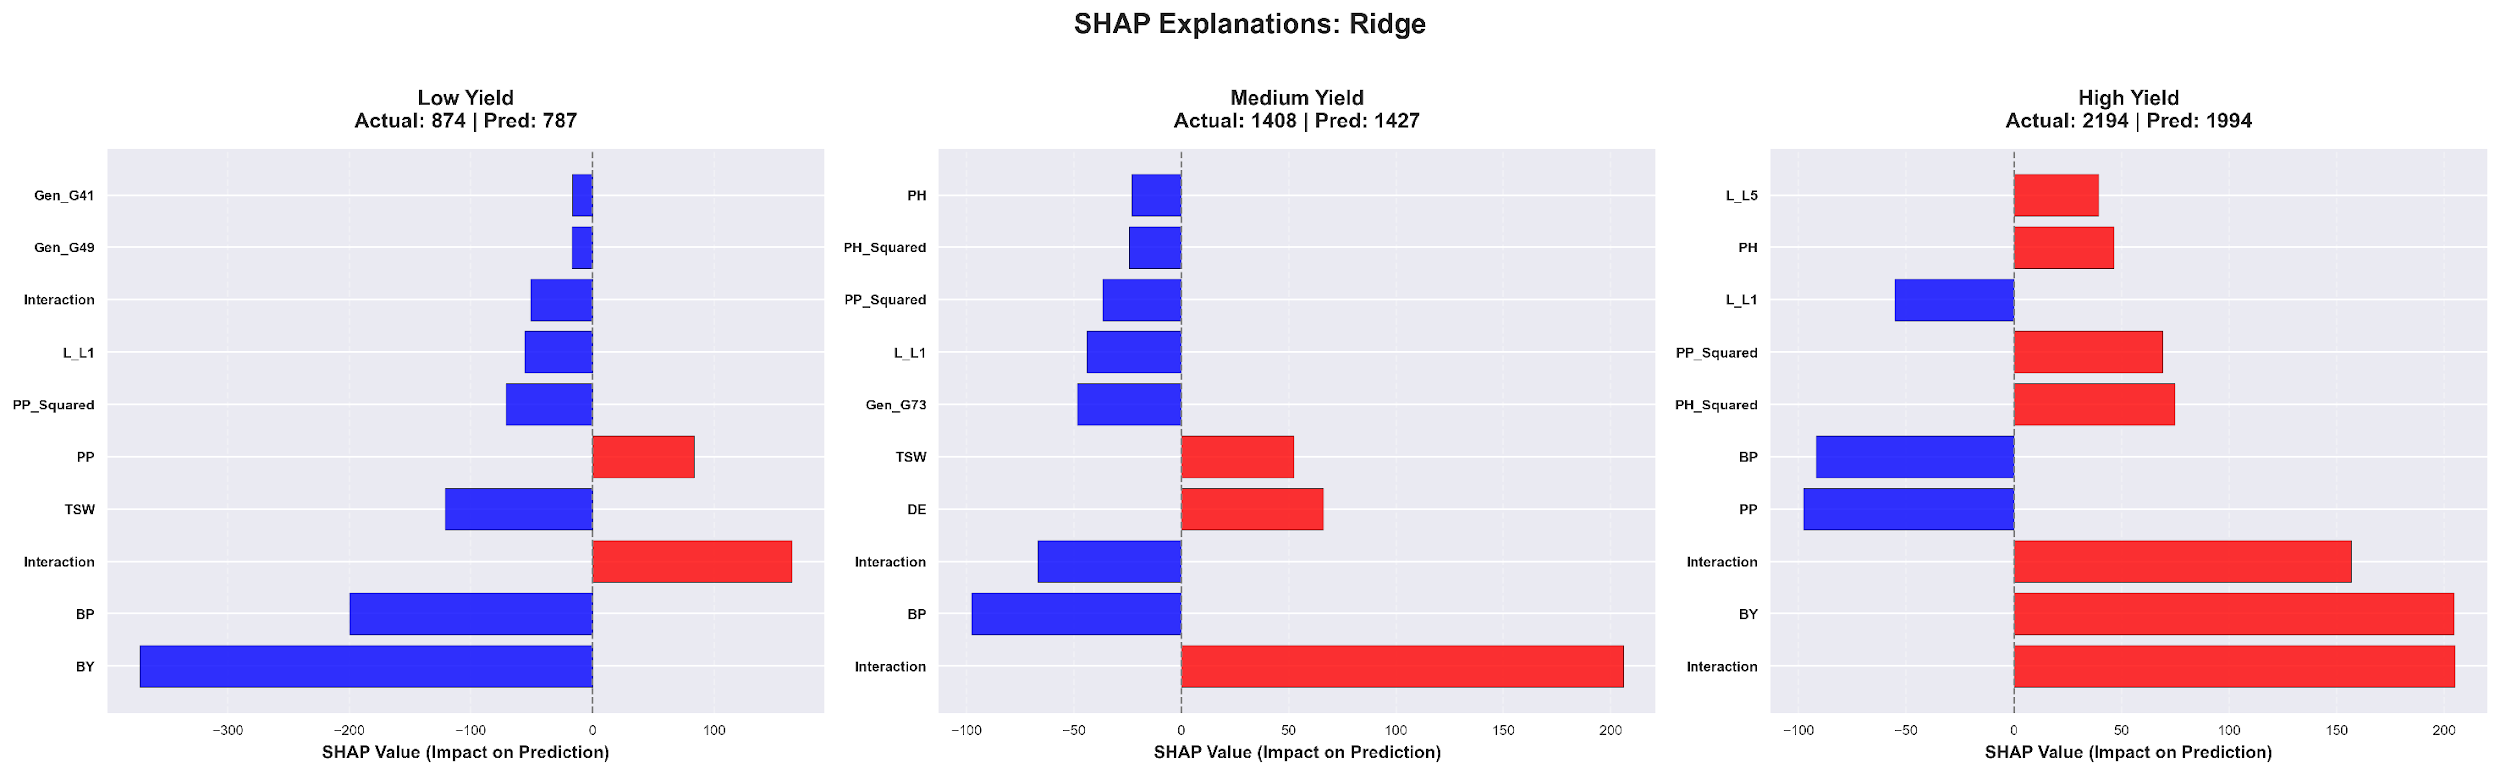 SHAP Explanations: Ridge
Low Yield
Actual: 874 | Pred: 787
Gen_G41
Gen_G49
Interaction
L_L1
PP_Squared
PP
TSW
Interaction
BP
BY
−300 −200 −100 0 100
SHAP Value (Impact on Prediction)
Medium Yield
Actual: 1408 | Pred: 1427
PH
PH_Squared
PP_Squared
L_L1
Gen_G73
TSW
DE
Interaction
BP
Interaction
−100 −50 0 50 100 150 200
SHAP Value (Impact on Prediction)
High Yield
Actual: 2194 | Pred: 1994
L_L5
PH
L_L1
PP_Squared
PH_Squared
BP
PP
Interaction
BY
Interaction
−100 −50 0 50 100 150 200
SHAP Value (Impact on Prediction)